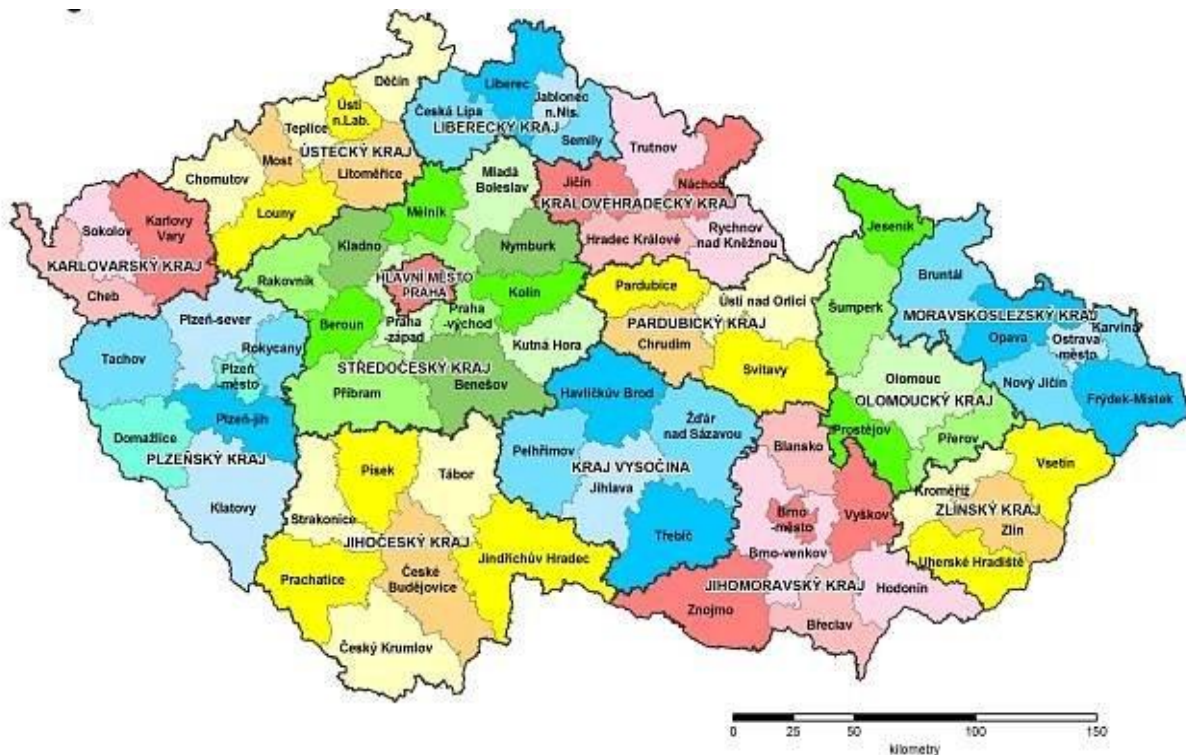 Děčín
Liberec
Ústí
n.Lab.
Česká Lípa
Jablonec
n.Nis.
LIBERECKÝ KRAJ
Teplice
Semily
Trutnov
ÚSTECKÝ KRAJ
Most
Litoměřice
Chomutov
Mladá
Boleslav
Jičín
Náchod
KRÁLOVÉHRADECKÝ KRAJ
Louny
Mělník
Karlovy
Vary
Sokolov
Jeseník
Kladno
Nymburk
Hradec Králové
Rychnov
nad Kněžnou
KARLOVARSKÝ KRAJ
Rakovník
HLAVNÍ MĚSTO
PRAHA
Bruntál
Cheb
Kolín
Pardubice
Ústí nad Orlicí
Šumperk
MORAVSKOSLEZSKÝ KRAJ
Plzeň-sever
Beroun
Praha
-západ
Praha
-východ
PARDUBICKÝ KRAJ
Karviná
Opava
Ostrava-
město
Rokycany
Kutná Hora
Chrudim
Tachov
Plzeň
město
STŘEDOČESKÝ KRAJ
Svitavy
Olomouc
Nový Jičín
Frýdek-Místek
Příbram
Benešov
Havlíčkův Brod
OLOMOUCKÝ KRAJ
Plzeň-jih
Žďár
nad Sázavou
Domažlice
Prostějov
Přerov
PLZEŇSKÝ KRAJ
Písek
Tábor
Pelhřimov
KRAJ VYSOČINA
Blansko
Vsetín
Klatovy
Jihlava
Kroměříž
Strakonice
Brno
-město
Vyškov
ZLÍNSKÝ KRAJ
JIHOČESKÝ KRAJ
Třebíč
Zlín
Jindřichův Hradec
Brno-venkov
Uherské Hradiště
Prachatice
České
Budějovice
JIHOMORAVSKÝ KRAJ
Hodonín
Znojmo
Břeclav
Český Krumlov
0 25 50 100 150
kilometry